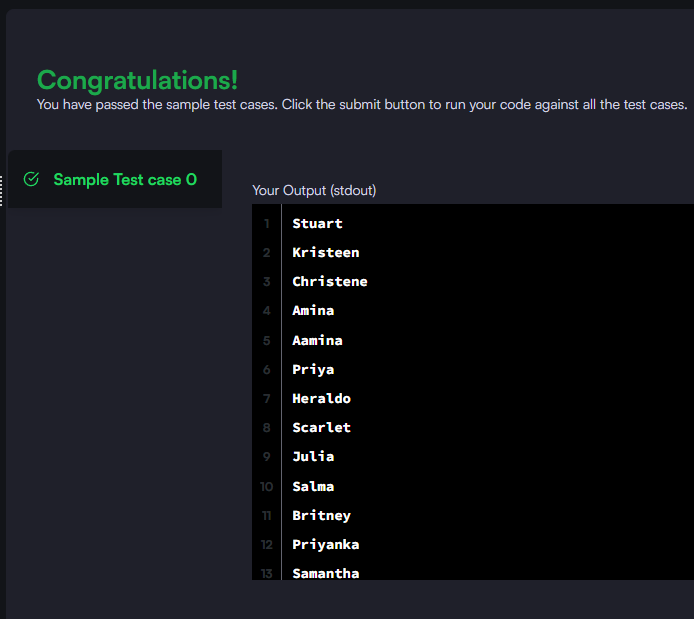 Congratulations!
You have passed the sample test cases. Click the submit button to run your code against all the test cases.
Sample Test case 0
Your Output (stdout)
1 Stuart
2 Kristeen
3 Christene
4 Amina
5 Aamina
6 Priya
7 Heraldo
8 Scarlet
9 Julia
10 Salma
11 Britney
12 Priyanka
13 Samantha